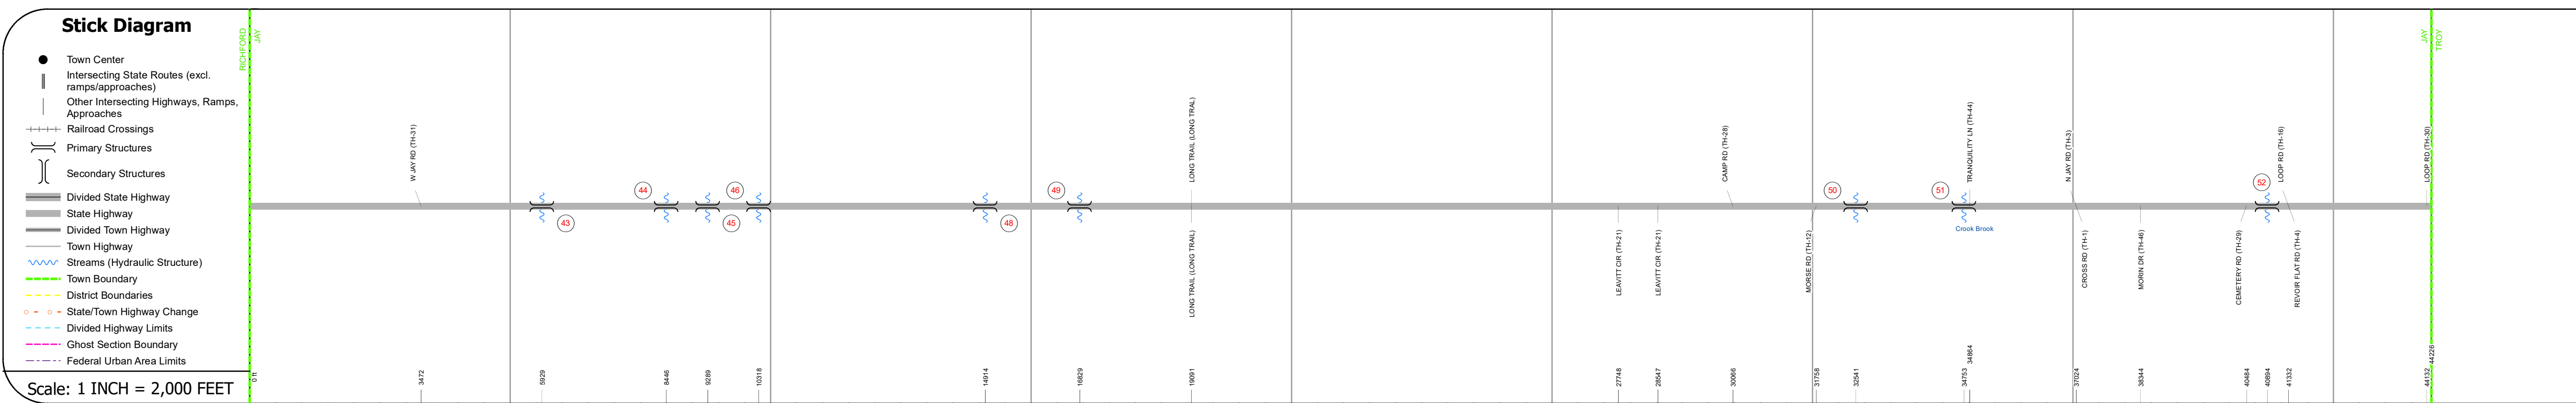 Stick Diagram
Town Center
Intersecting State Routes (excl.
ramps/approaches)
Other Intersecting Highways, Ramps,
Approaches
Railroad Crossings
Primary Structures
Secondary Structures
Divided State Highway
State Highway
Divided Town Highway
Town Highway
Streams (Hydraulic Structure)
Town Boundary
District Boundaries
State/Town Highway Change
Divided Highway Limits
Ghost Section Boundary
Federal Urban Area Limits
Scale: 1 INCH = 2,000 FEET
RICHFORD
JAY
W JAY RD (TH-31)
43
44
45
46
48
49
LONG TRAIL (LONG TRAIL)
LONG TRAIL (LONG TRAIL)
LEAVITT CIR (TH-21)
LEAVITT CIR (TH-21)
CAMP RD (TH-28)
MORSE RD (TH-12)
50
51
Crook Brook
TRANQUILITY LN (TH-44)
N JAY RD (TH-3)
CROSS RD (TH-1)
MORIN DR (TH-46)
CEMETERY RD (TH-29)
52
LOOP RD (TH-16)
REVOIR FLAT RD (TH-4)
LOOP RD (TH-30)
JAY
TROY
0 ft
3472
5929
8446
9289
10318
14914
16829
19091
27748
28547
30066
31758
32541
34753
34864
37024
38344
40484
40894
41332
44132
44226